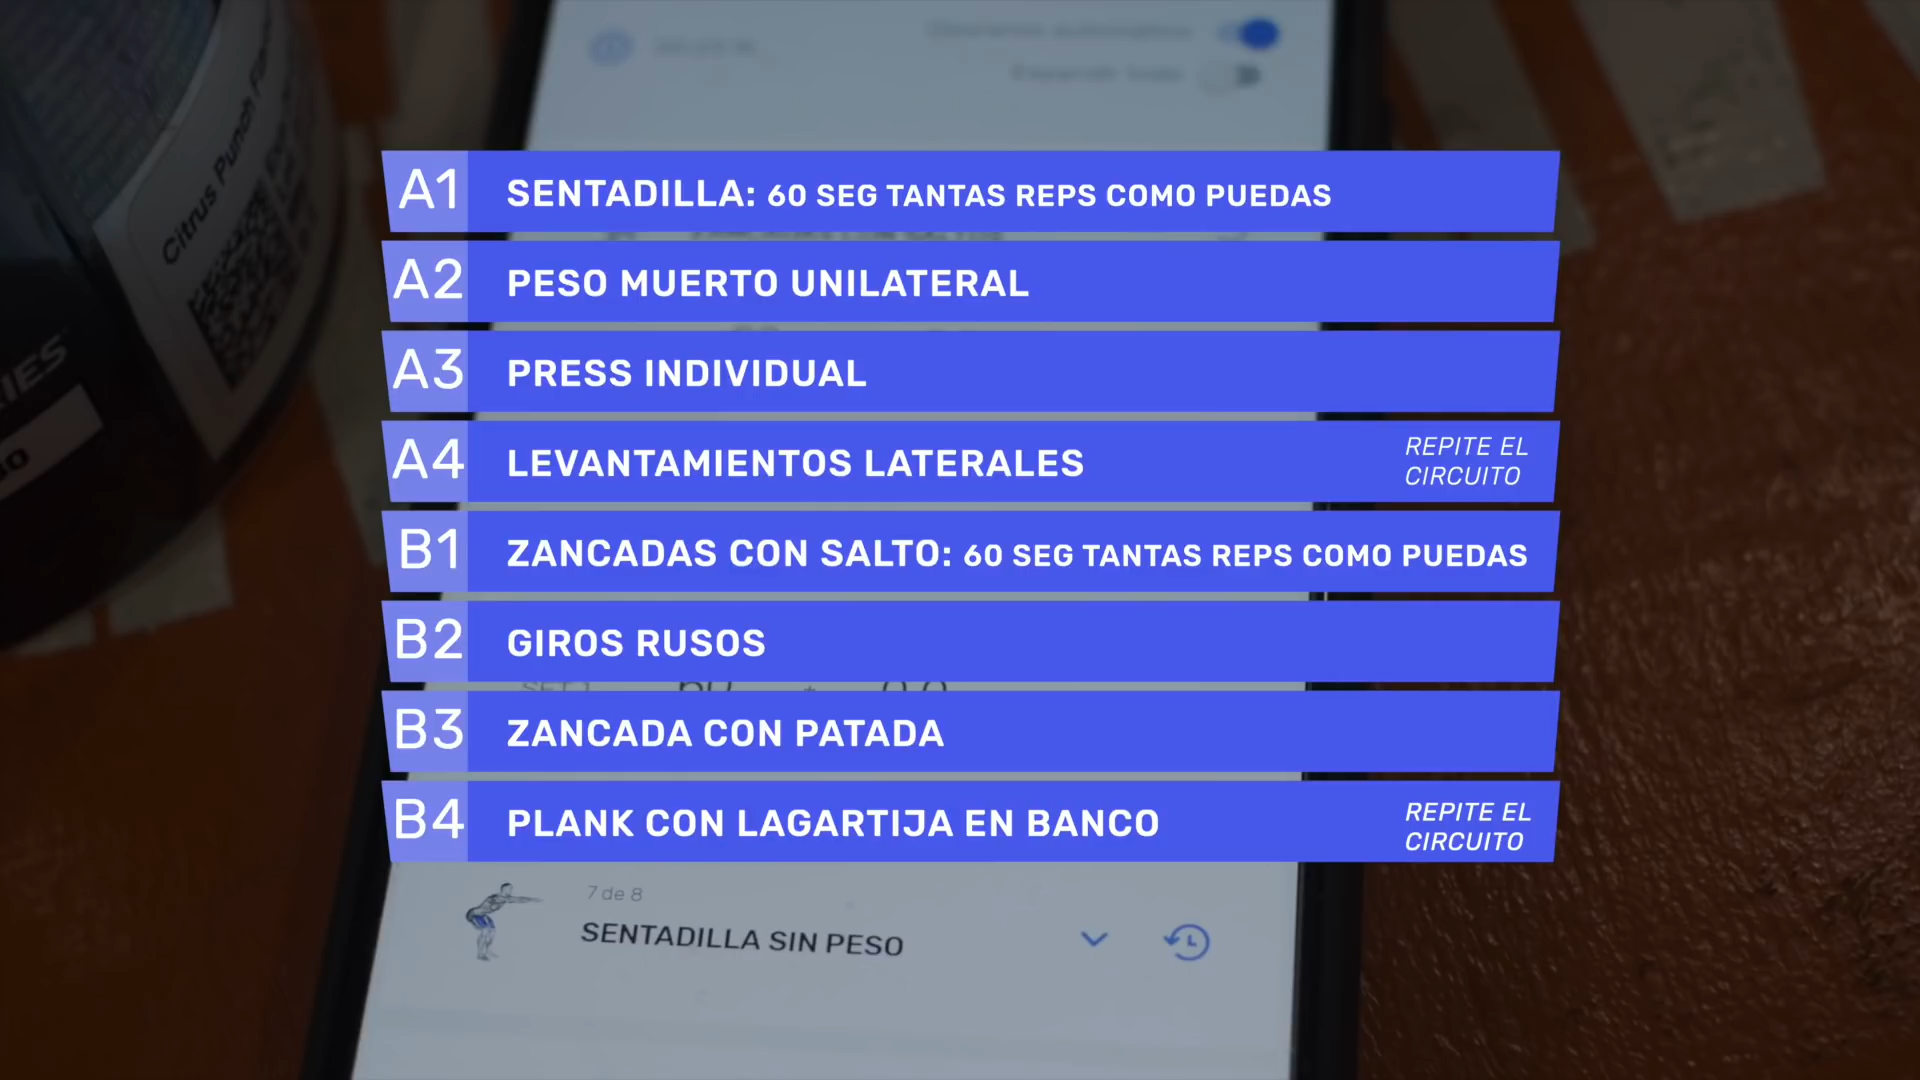 Citrus Punch
A1 SENTADILLA: 60 SEG TANTAS REPS COMO PUEDAS
A2 PESO MUERTO UNILATERAL
A3 PRESS INDIVIDUAL
A4 LEVANTAMIENTOS LATERALES
REPITE EL
CIRCUITO
B1 ZANCADAS CON SALTO: 60 SEG TANTAS REPS COMO PUEDAS
B2 GIROS RUSOS
B3 ZANCADA CON PATADA
B4 PLANK CON LAGARTIJA EN BANCO
REPITE EL
CIRCUITO
7 de 8
SENTADILLA SIN PESO